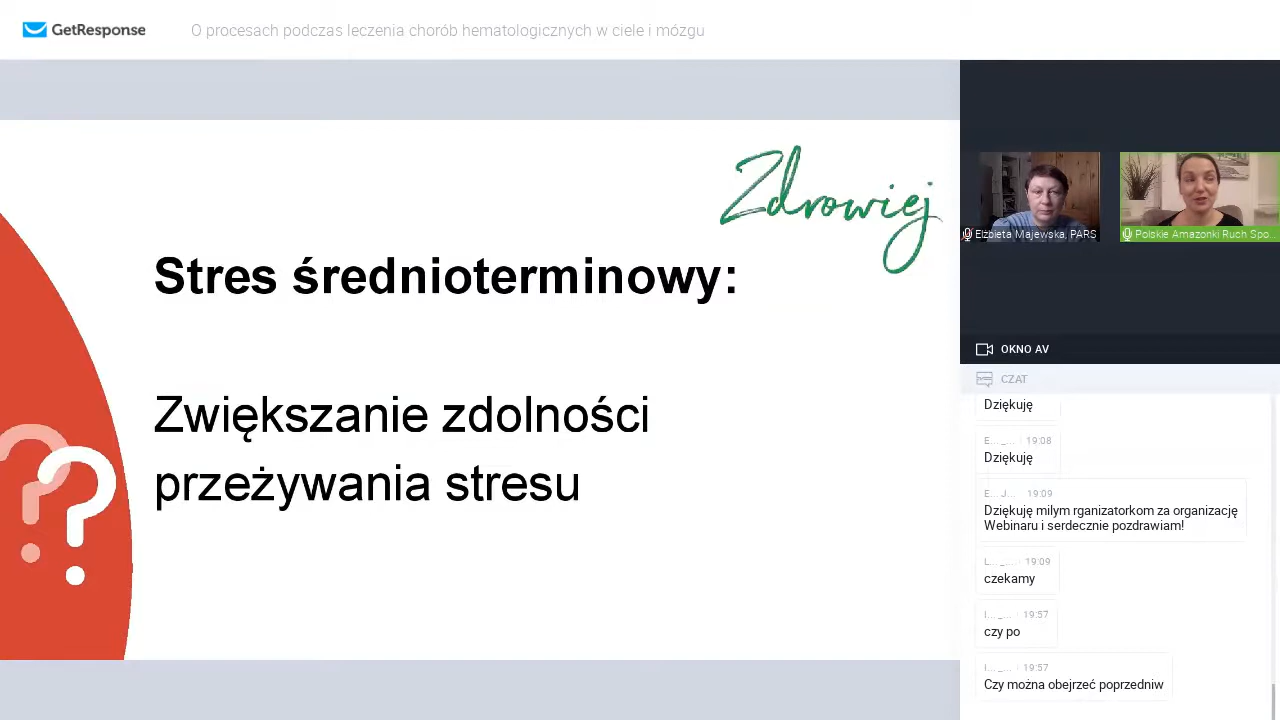 GetResponse
O procesach podczas leczenia chorób hematologicznych w ciele i mózgu
Zdrowiej
Stres średnioterminowy:
Zwiększanie zdolności
przeżywania stresu
Elżbieta Majewska, PARS
Polskie Amazonki Ruch Spo...
OKNO AV
CZAT
Dziękuję
E... 19:08
Dziękuję
E... J... 19:09
Dziękuję milym rganizatorkom za organizację
Webinaru i serdecznie pozdrawiam!
L... 19:09
czekamy
I... 19:57
czy po
I... 19:57
Czy można obejrzeć poprzedniw